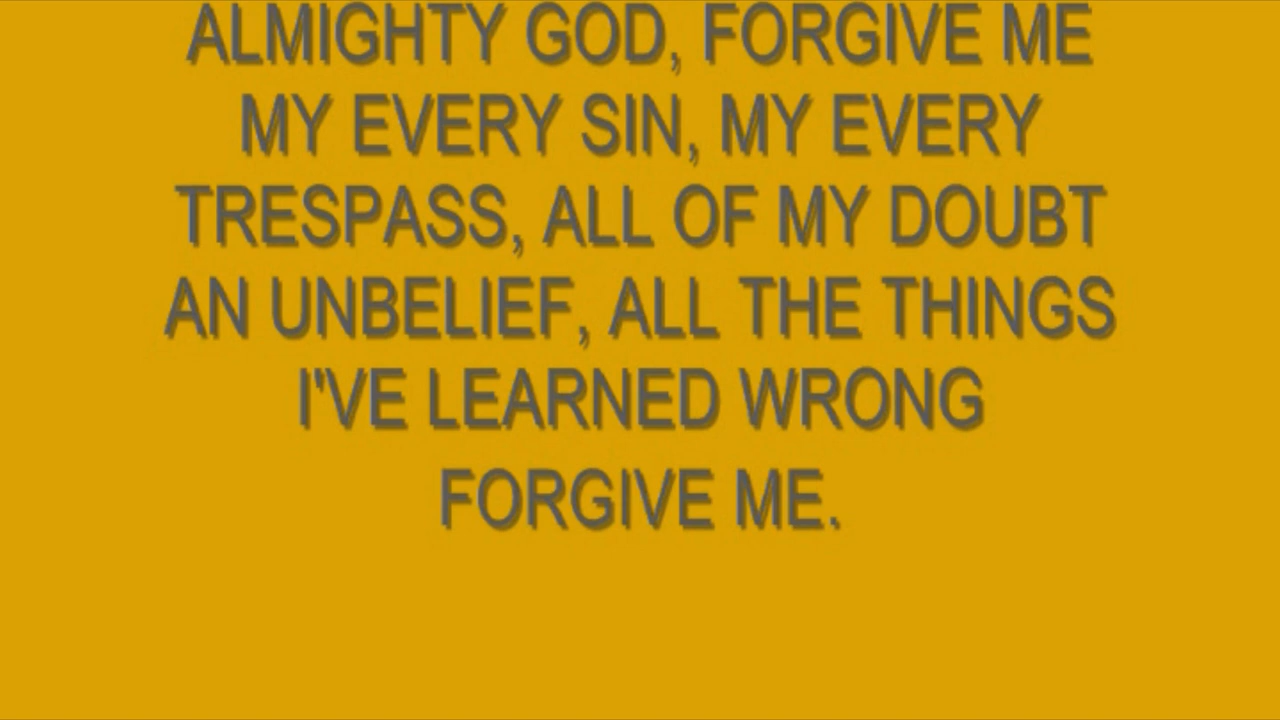 ALMIGHTY GOD, FORGIVE ME
MY EVERY SIN, MY EVERY
TRESPASS, ALL OF MY DOUBT
AN UNBELIEF, ALL THE THINGS
I'VE LEARNED WRONG
FORGIVE ME.